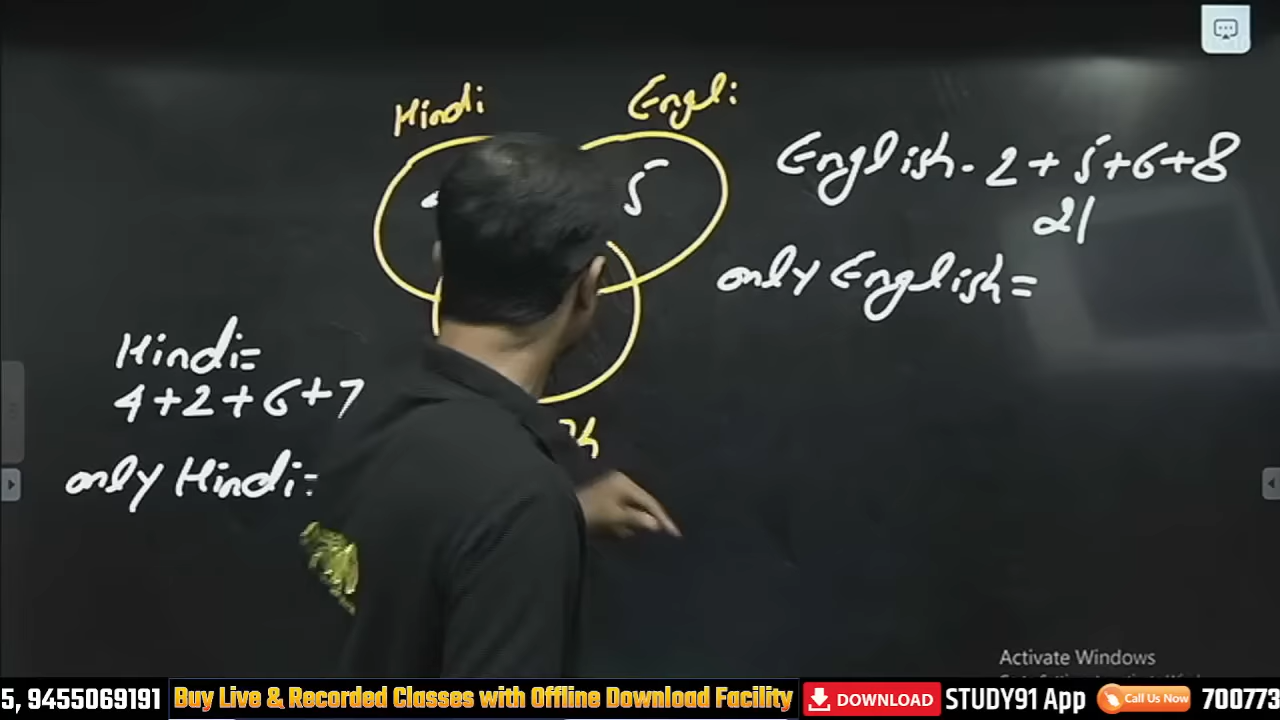 Hindi
Engli
5
English - 2 + 5 + 6 + 8
21
only English =
Hindi =
4 + 2 + 6 + 7
only Hindi =
Activate Windows
5, 9455069191 Buy Live & Recorded Classes with Offline Download Facility DOWNLOAD STUDY91 App Call Us Now 700773